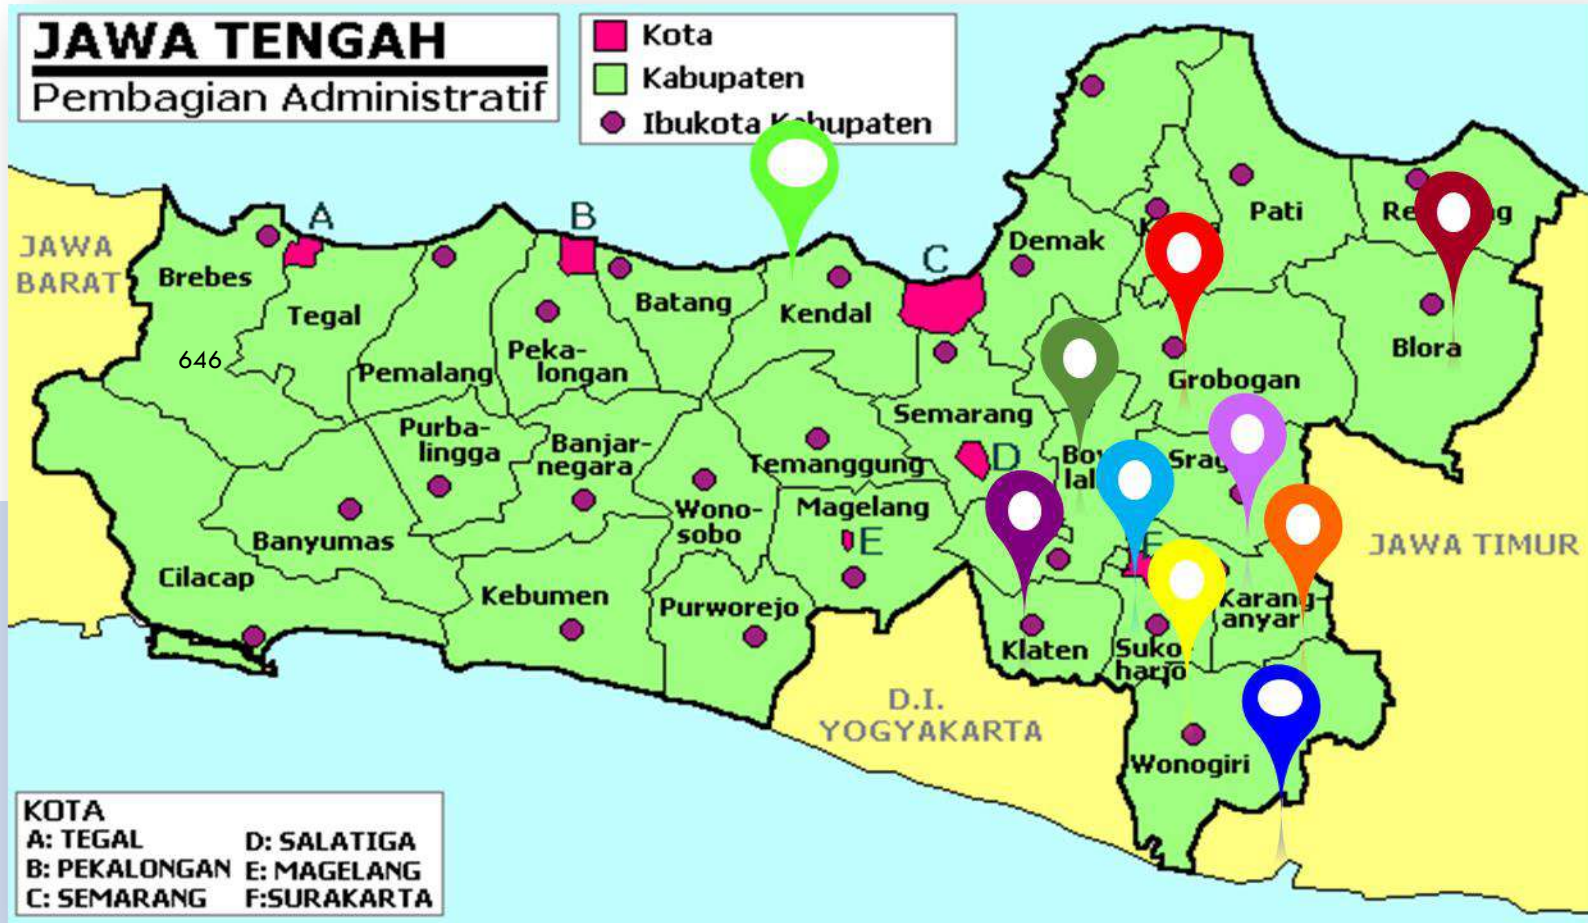 JAWA TENGAH
Pembagian Administratif
Kota
Kabupaten
Ibukota Kabupaten
A
B
C
JAWA
BARAT
Brebes
Tegal
646
Pemalang
Peka-
longan
Batang
Kendal
Demak
Pati
Blora
Grobogan
Semarang
D
Purba-
lingga
Banjar-
negara
Temanggung
Wono-
sobo
Magelang
E
Banyumas
Cilacap
Kebumen
Purworejo
Klaten
Suko
harjo
Karang-
anyar
Wonogiri
JAWA TIMUR
D.I.
YOGYAKARTA
KOTA
A: TEGAL
B: PEKALONGAN
C: SEMARANG
D: SALATIGA
E: MAGELANG
F:SURAKARTA